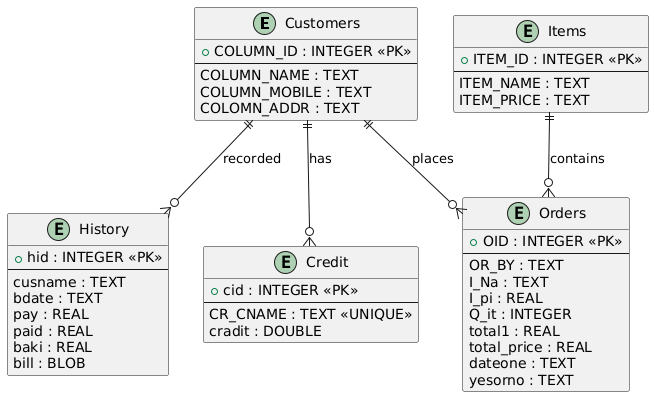 E Customers
COLUMN_ID : INTEGER «PK»
COLUMN_NAME : TEXT
COLUMN_MOBILE : TEXT
COLOMN_ADDR : TEXT
E Items
ITEM_ID : INTEGER «PK»
ITEM_NAME : TEXT
ITEM_PRICE : TEXT
recorded
has
places
contains
E History
hid : INTEGER «PK»
cusname : TEXT
bdate : TEXT
pay : REAL
paid : REAL
baki : REAL
bill : BLOB
E Credit
cid : INTEGER «PK»
CR_CNAME : TEXT «UNIQUE»
cradit : DOUBLE
E Orders
OID : INTEGER «PK»
OR_BY : TEXT
I_Na : TEXT
I_pi : REAL
Q_it : INTEGER
total1 : REAL
total_price : REAL
dateone : TEXT
yesorno : TEXT